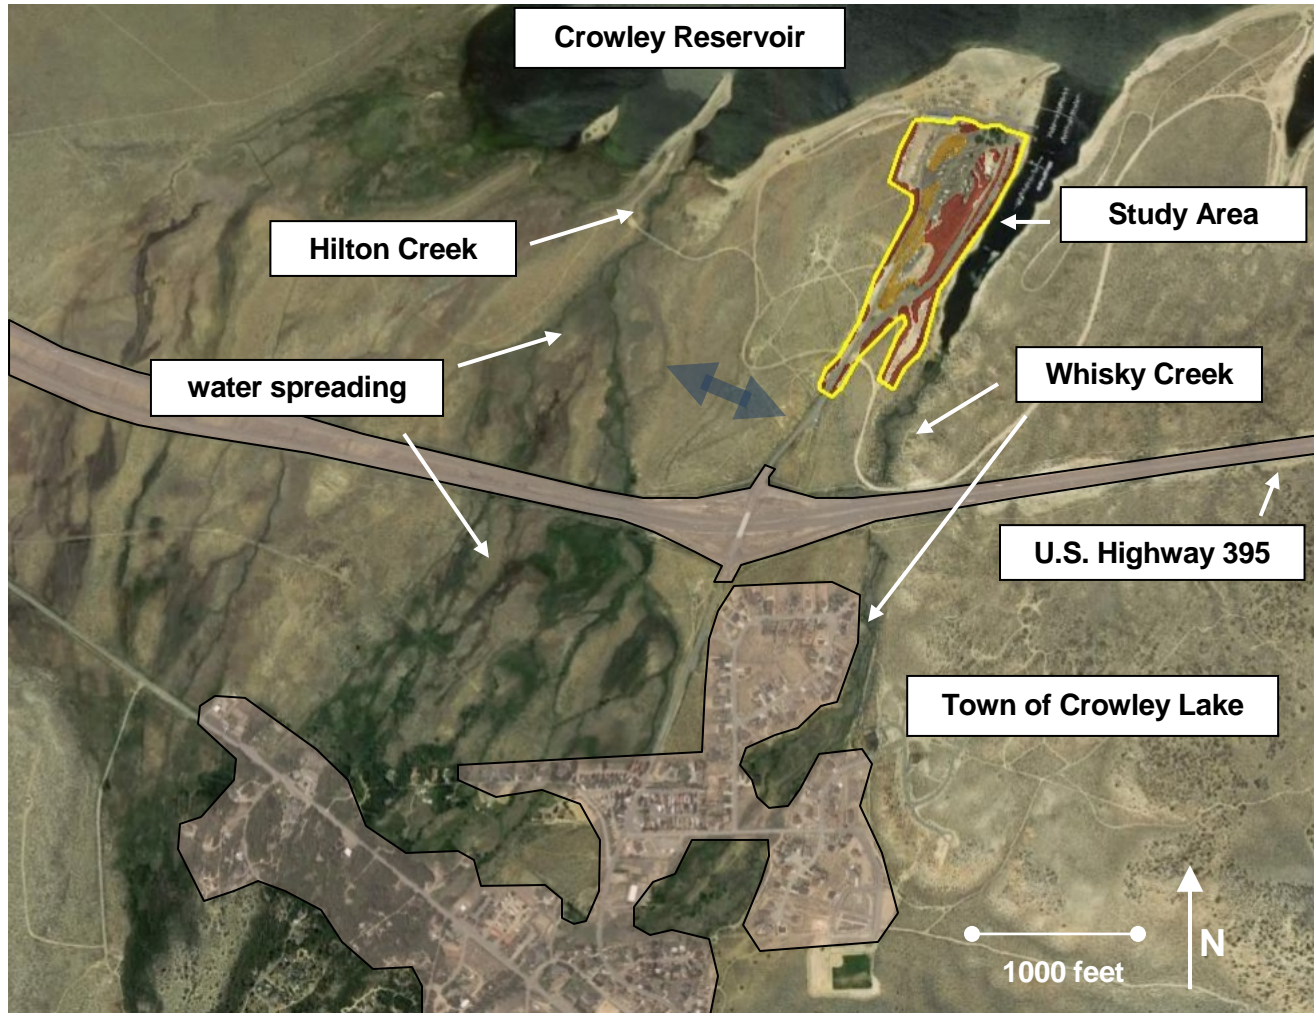 Crowley Reservoir
Study Area
Hilton Creek
water spreading
Whisky Creek
U.S. Highway 395
Town of Crowley Lake
1000 feet
N